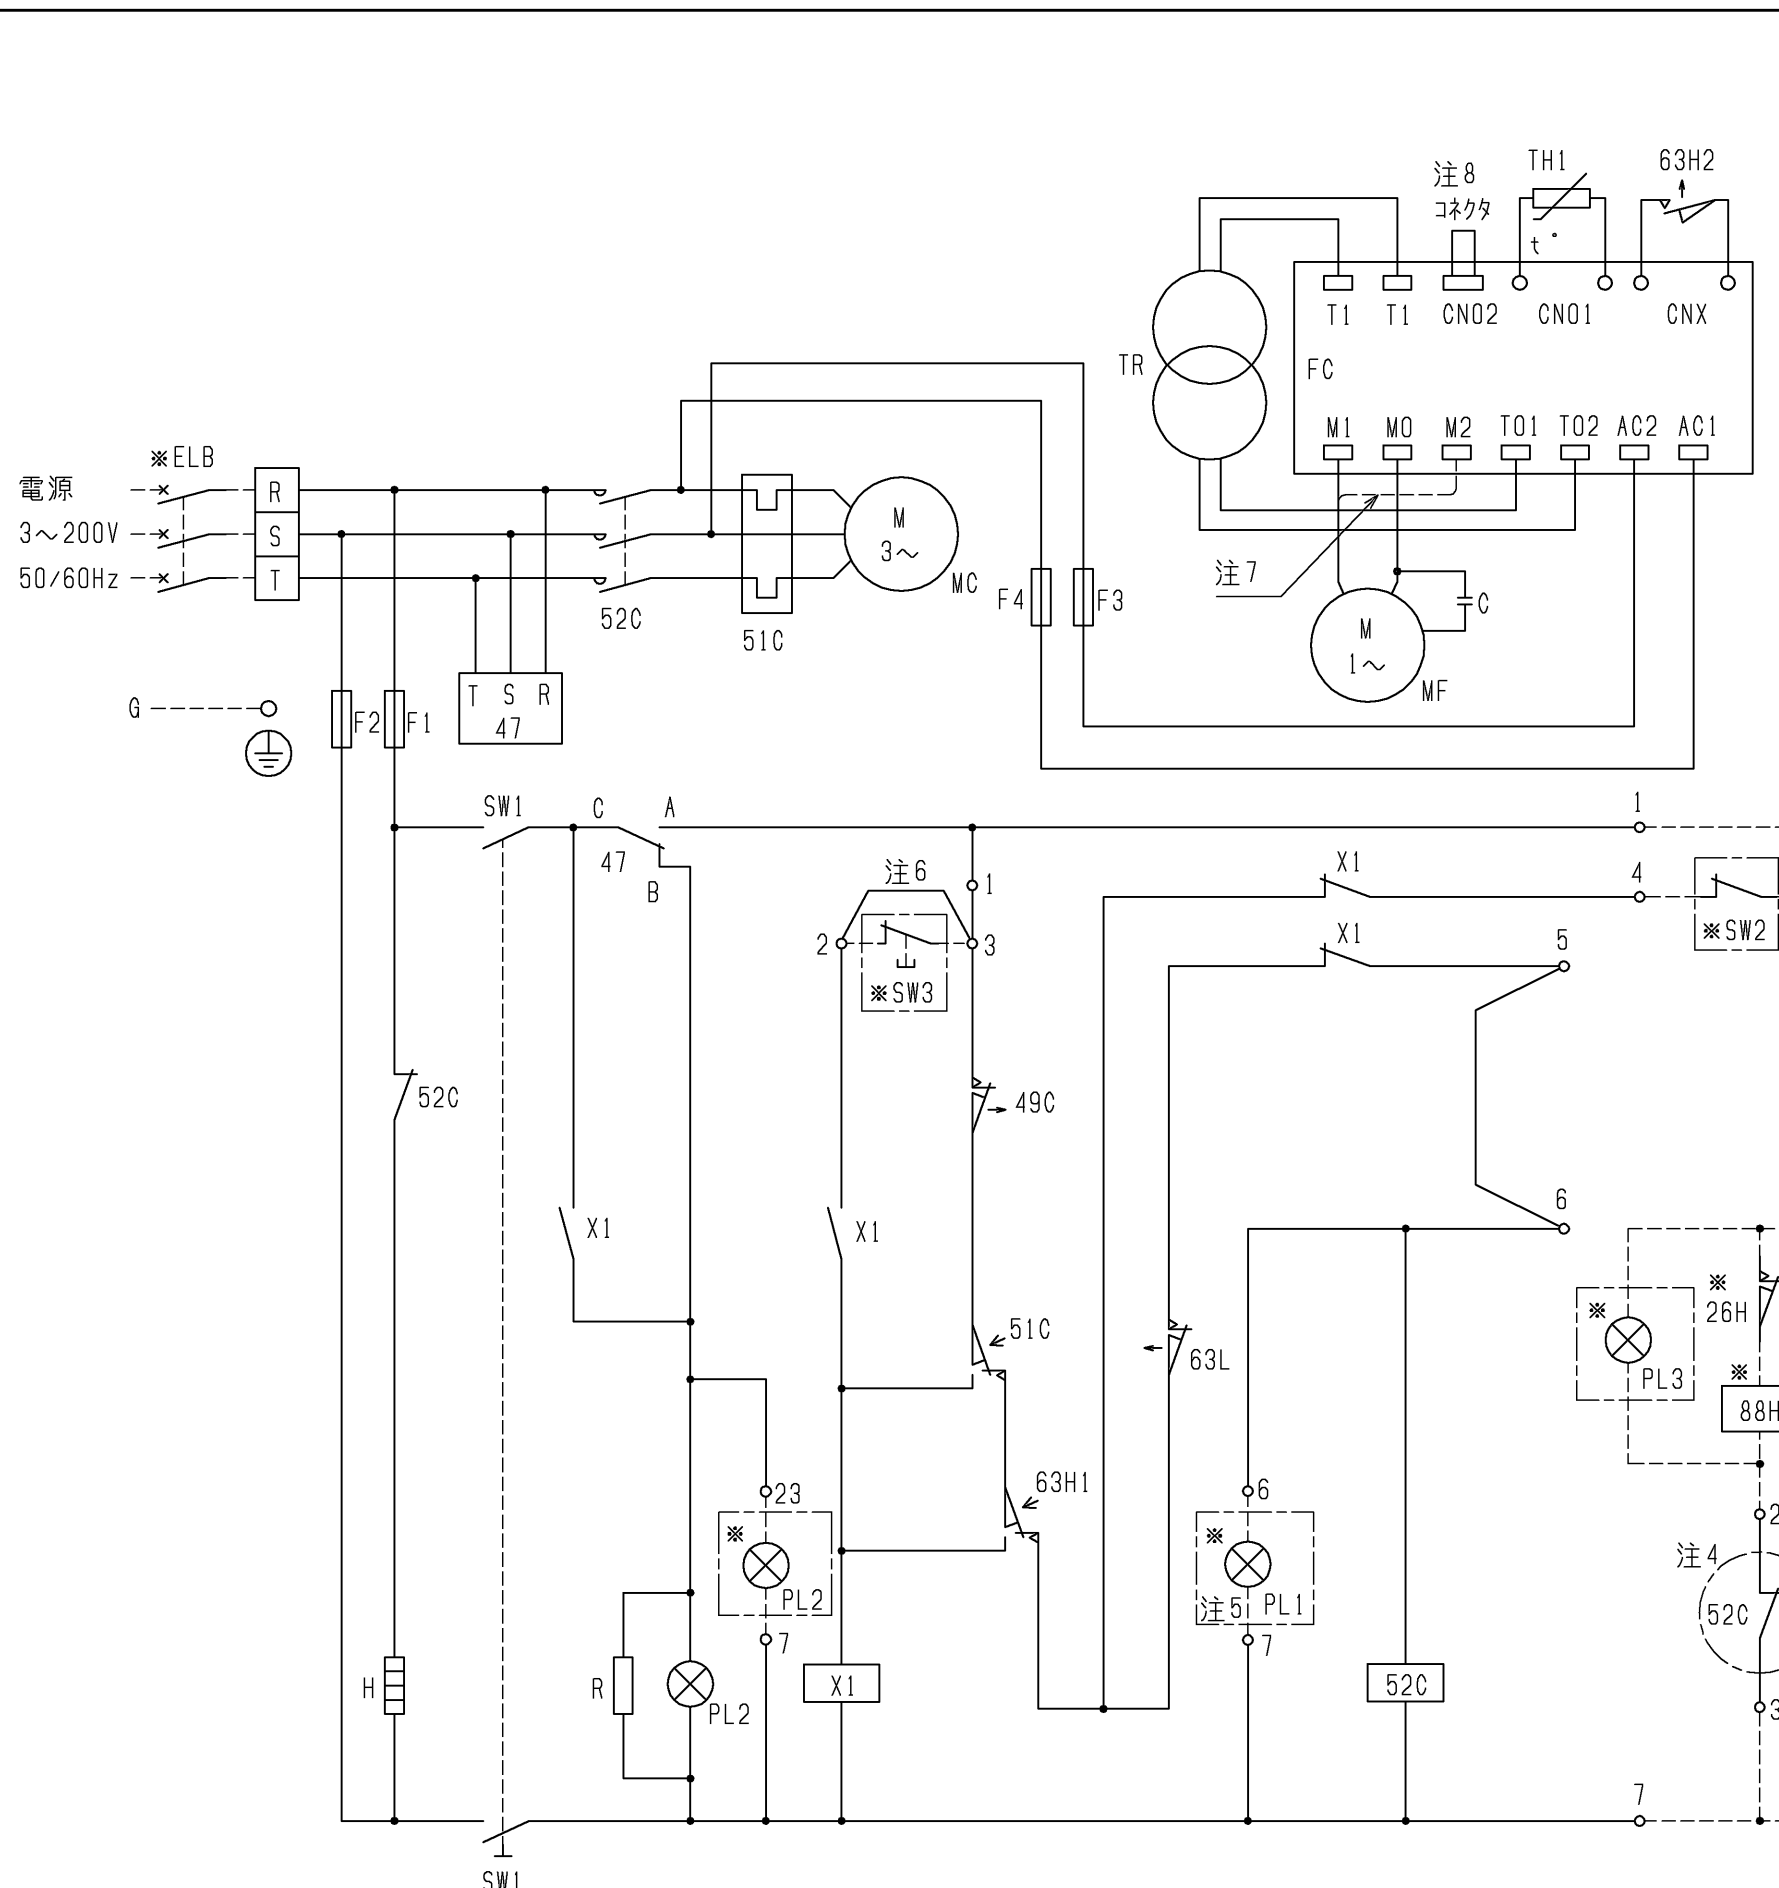 注8
コネクタ
TH1
63H2
t°
T1 T1 CN02 CN01 CNX
TR
FC
M1 M0 M2 T01 T02 AC2 AC1
※ELB
電源
3～200V
50/60Hz
R
S
T
M
3～
MC
52C
51C
F4
F3
注7
C
M
1～
MF
G
F2
F1
T S R
47
SW1
C
A
47
B
1
注6
1
2
3
※SW3
X1
4
※SW2
X1
5
52C
49C
X1
X1
6
51C
63L
※
26H
※
PL3
※
88H
63H1
23
※
PL2
7
6
※
注5
PL1
7
2
注4
52C
3
H
R
PL2
X1
52C
7
SW1